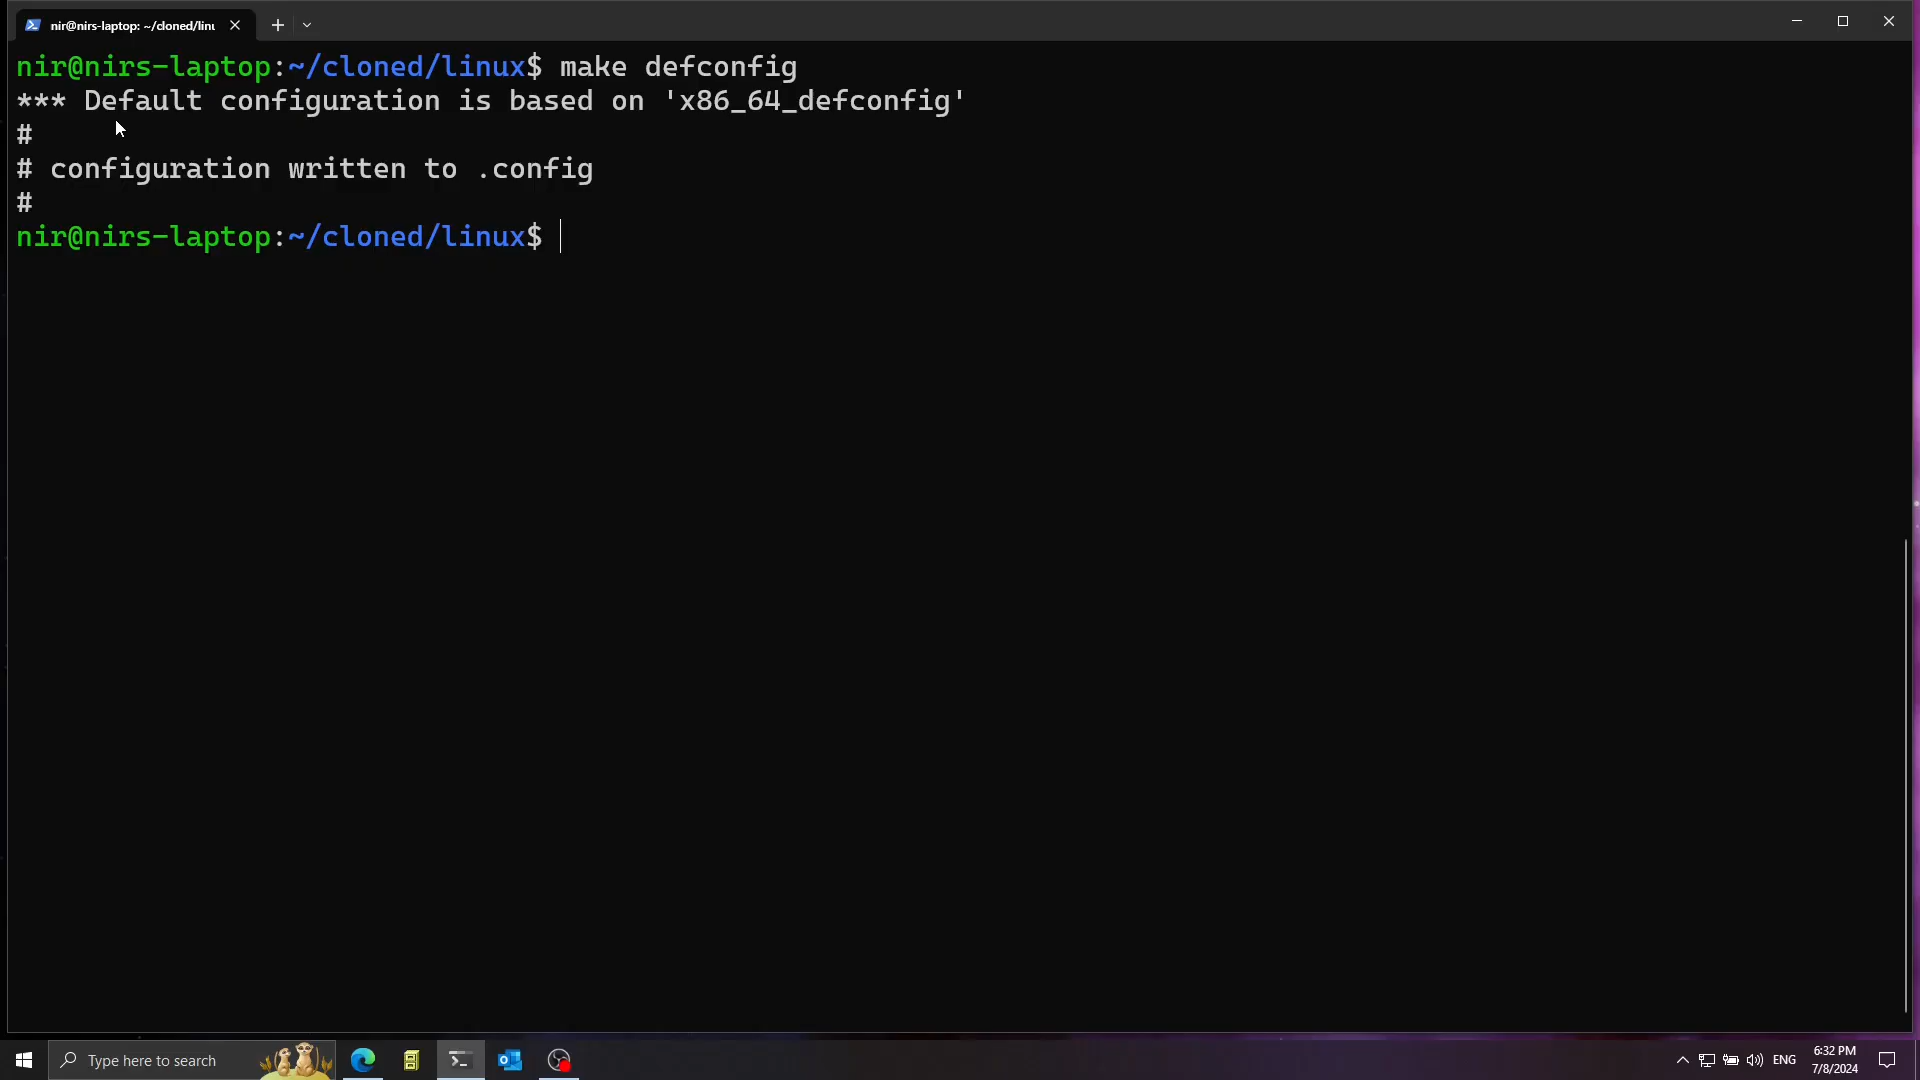 nir@nirs-laptop: ~/cloned/linu
nir@nirs-laptop:~/cloned/linux$ make defconfig
*** Default configuration is based on 'x86_64_defconfig'
#
# configuration written to .config
#
nir@nirs-laptop:~/cloned/linux$
Type here to search
ENG
6:32 PM
7/8/2024